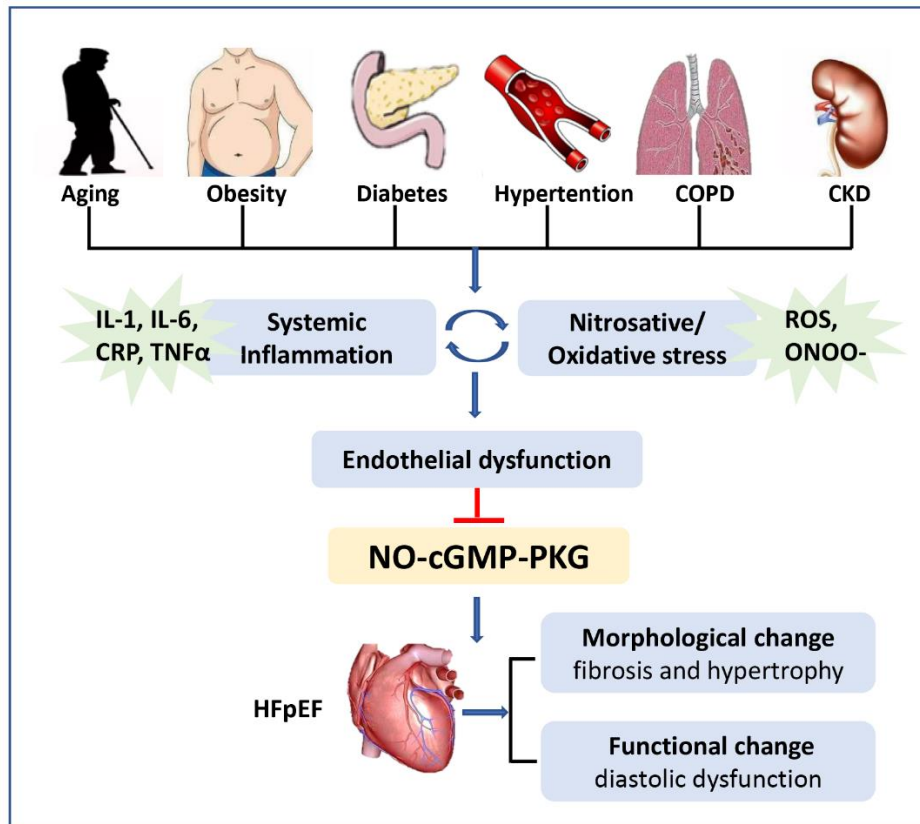 Aging
Obesity
Diabetes
Hypertention
COPD
CKD
IL-1, IL-6,
CRP, TNFα
Systemic
Inflammation
Nitrosative/
Oxidative stress
ROS,
ONOO-
Endothelial dysfunction
NO-cGMP-PKG
HFpEF
Morphological change
fibrosis and hypertrophy
Functional change
diastolic dysfunction